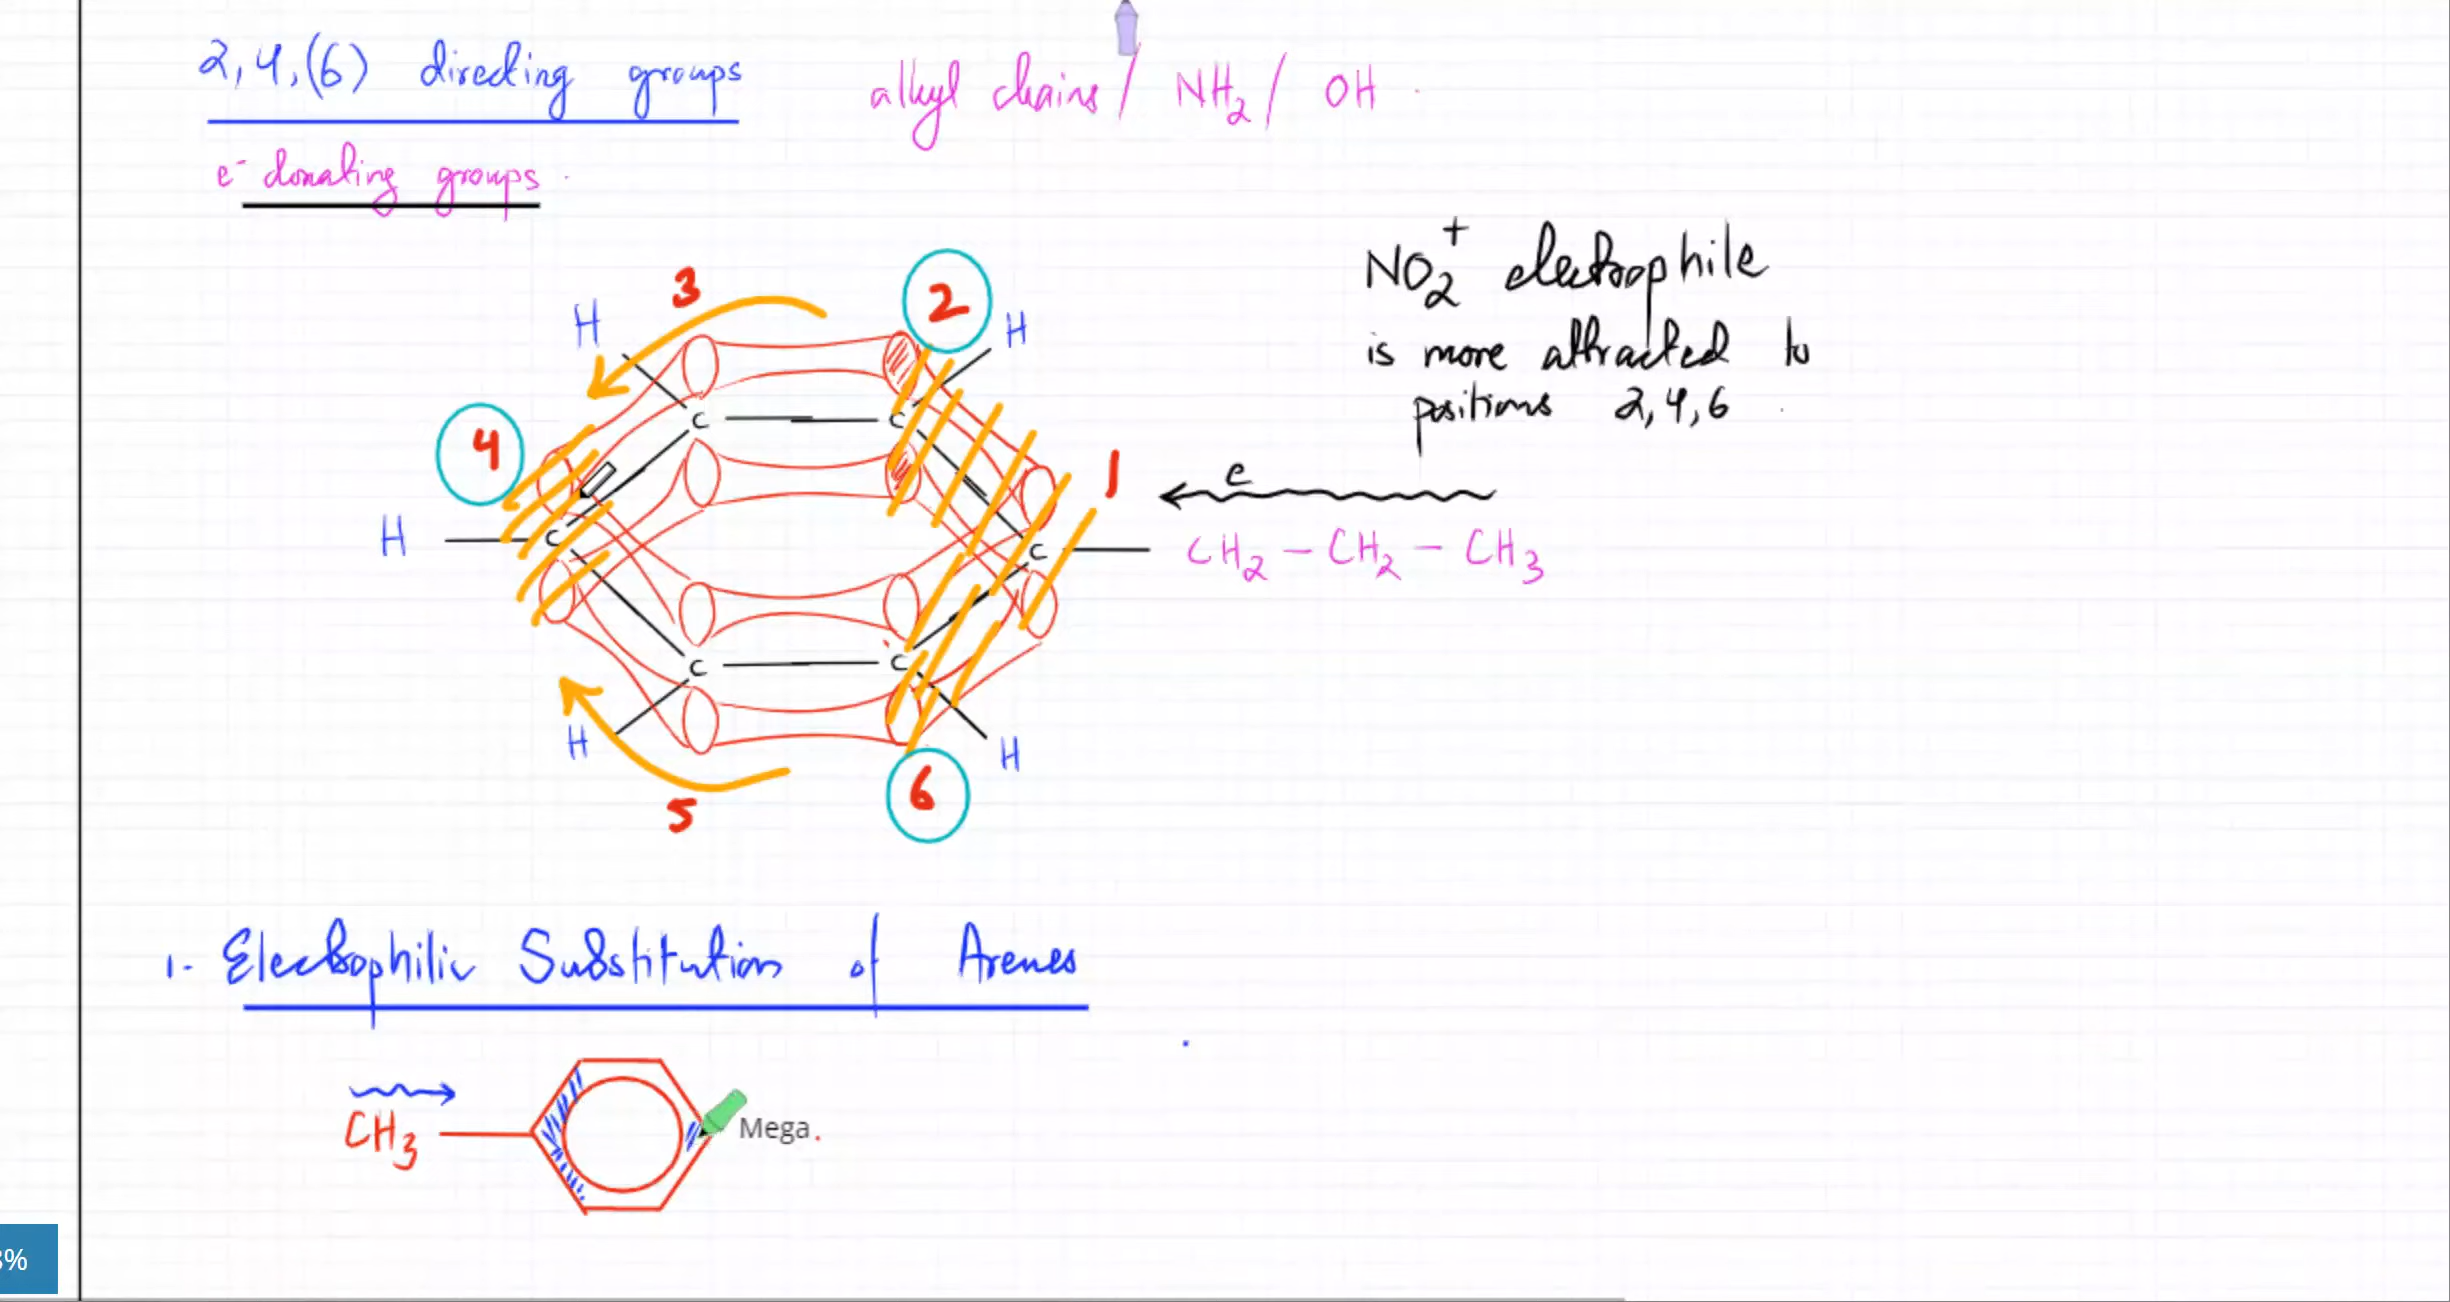 2,4,(6) directing groups
alkyl chains / NH2 / OH
e- donating groups.
NO2+ electrophile
is more attracted to
positions 2,4,6
3
2
H
H
4
1
e
H
C
C
C
C
CH2 - CH2 - CH3
C
C
H
H
5
6
1. Electrophilic Substitution of Arenes
CH3
Mega.
%